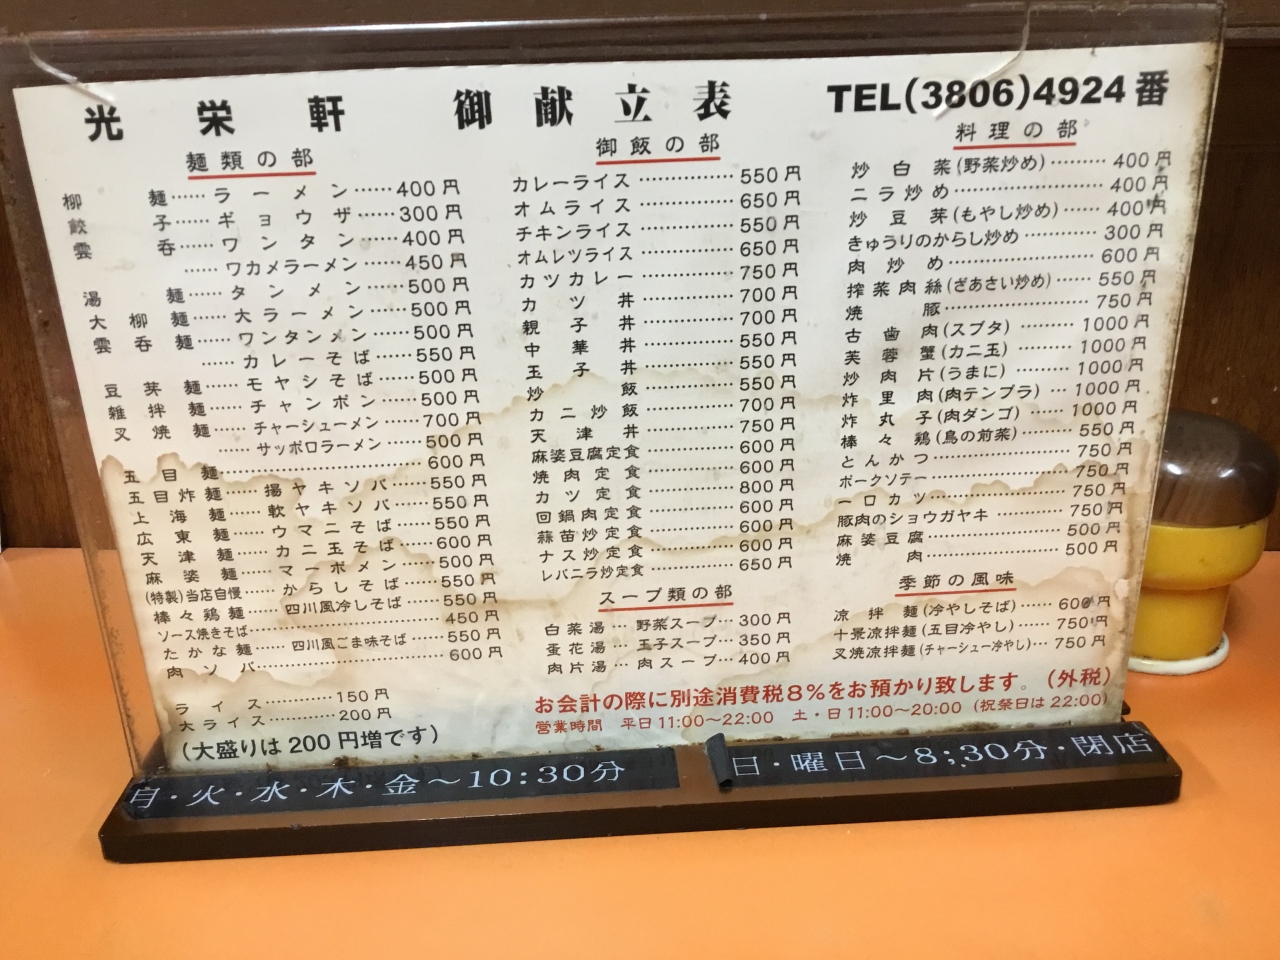 光栄軒 御献立表 TEL(3806)4924番
麺類の部
柳麺……ラーメン……400円
餃子……ギョウザ……300円
雲呑……ワンタン……400円
……ワカメラーメン……450円
湯麺……タンメン……500円
大柳麺……大ラーメン……500円
雲呑麺……ワンタンメン……500円
……カレーそば……550円
豆芽麺……モヤシそば……500円
雑拌麺……チャンポン……500円
叉焼麺……チャーシューメン……700円
……サッポロラーメン……500円
五目麺……600円
五目炸麺……揚ヤキソバ……550円
上海麺……軟ヤキソバ……550円
広東麺……ウマニそば……550円
天津麺……カニ玉そば……600円
麻婆麺……マーボメン……500円
(特製)当店自慢……からしそば……550円
棒々鶏麺……四川風冷しそば……550円
ソース焼きそば……450円
たかな麺……四川風ごま味そば……550円
肉ソバ……600円
ライス……150円
大ライス……200円
(大盛りは200円増です)
御飯の部
カレーライス……550円
オムライス……650円
チキンライス……550円
オムレツライス……650円
カツカレー……750円
カツ丼……700円
親子丼……700円
中華丼……550円
玉子丼……550円
炒飯……550円
カニ炒飯……700円
天津丼……750円
麻婆豆腐定食……600円
焼肉定食……600円
カツ定食……800円
回鍋肉定食……600円
蒜苗炒定食……600円
ナス炒定食……600円
レバニラ炒定食……650円
スープ類の部
白菜湯…野菜スープ…300円
蛋花湯…玉子スープ…350円
肉片湯…肉スープ…400円
料理の部
炒白菜(野菜炒め)……400円
ニラ炒め……400円
炒豆芽(もやし炒め)……400円
きゅうりのからし炒め……300円
肉炒め……600円
搾菜肉絲(ざあさい炒め)……550円
焼豚……750円
古歯肉(スブタ)……1000円
芙蓉蟹(カニ玉)……1000円
炒肉片(うまに)……1000円
炸里肉(肉テンプラ)……1000円
炸丸子(肉ダンゴ)……1000円
棒々鶏(鳥の前菜)……550円
とんかつ……750円
ポークソテー……750円
一口カツ……750円
豚肉のショウガヤキ……750円
麻婆豆腐……500円
焼肉……500円
季節の風味
凉拌麺(冷やしそば)……600円
十景凉拌麺(五目冷やし)……750円
叉焼凉拌麺(チャーシュー冷やし)……750円
お会計の際に別途消費税8%をお預かり致します。(外税)
営業時間 平日11:00〜22:00 土・日11:00〜20:00 (祝祭日は22:00)
月・火・水・木・金〜10:30分 日・曜日〜8;30分・閉店